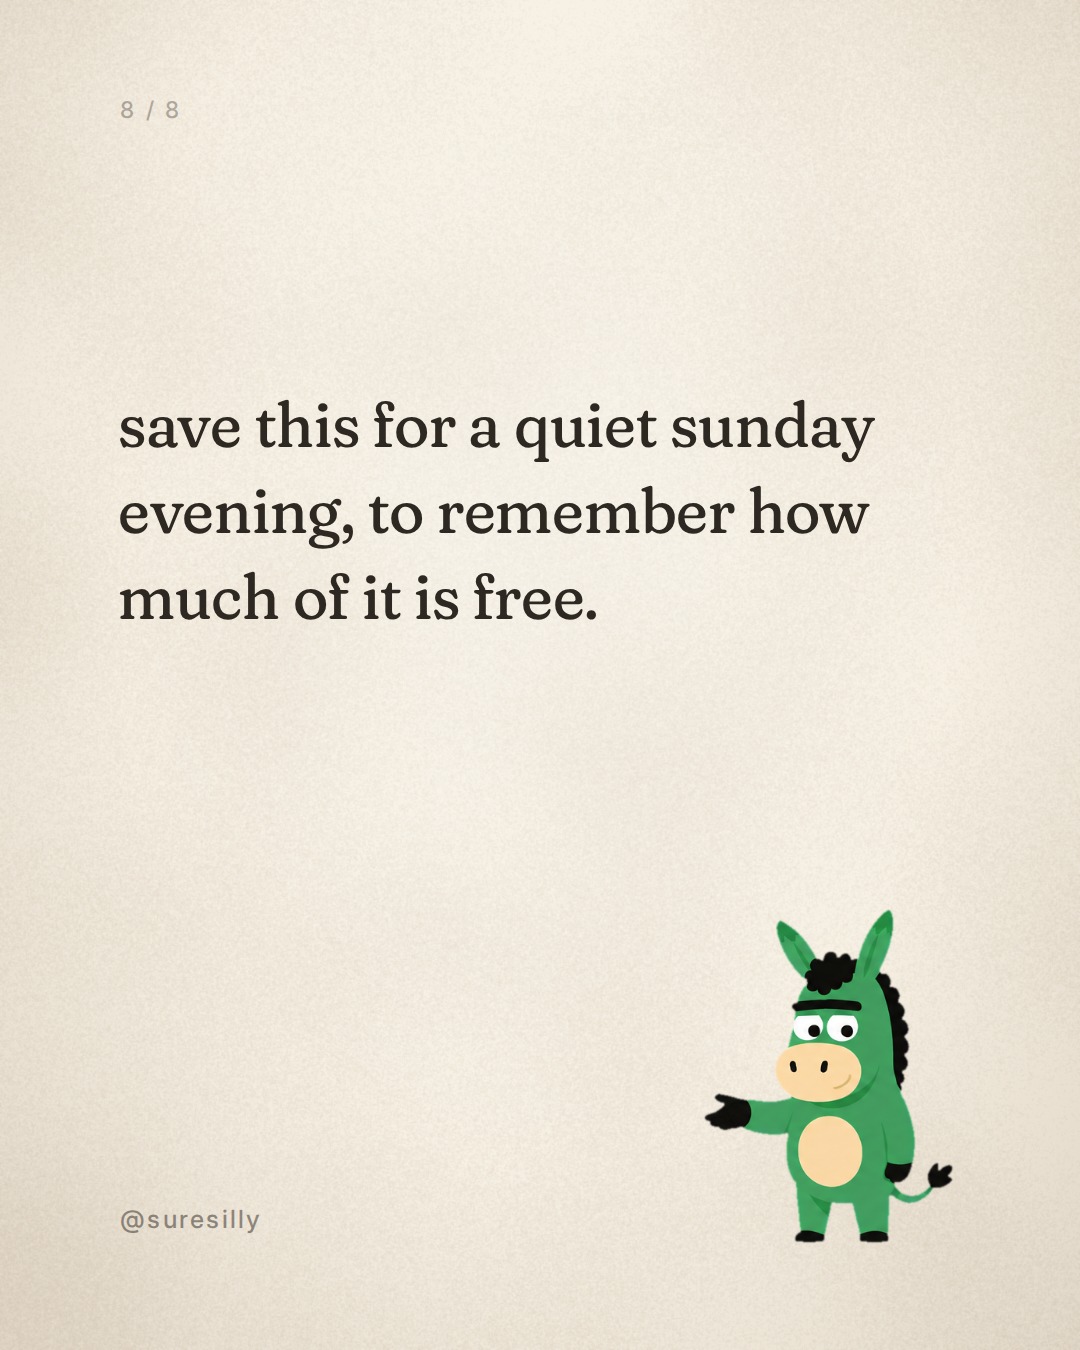 8 / 8
save this for a quiet sunday
evening, to remember how
much of it is free.
@suresilly